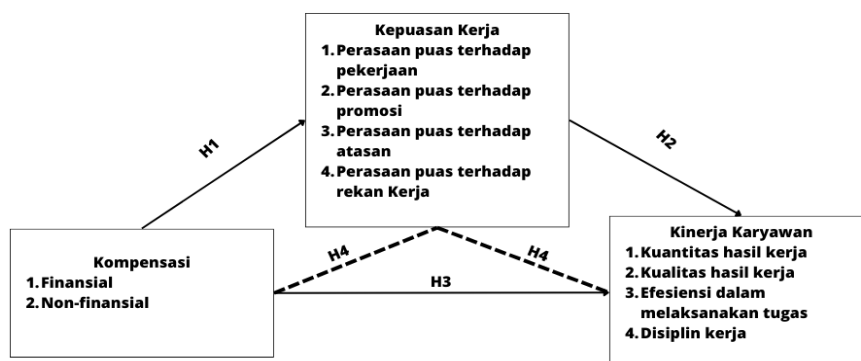 Kepuasan Kerja
1. Perasaan puas terhadap
pekerjaan
2. Perasaan puas terhadap
promosi
3. Perasaan puas terhadap
atasan
4. Perasaan puas terhadap
rekan Kerja
H1
H2
Kompensasi
1. Finansial
2. Non-finansial
H4
H4
H3
Kinerja Karyawan
1. Kuantitas hasil kerja
2. Kualitas hasil kerja
3. Efesiensi dalam
melaksanakan tugas
4. Disiplin kerja